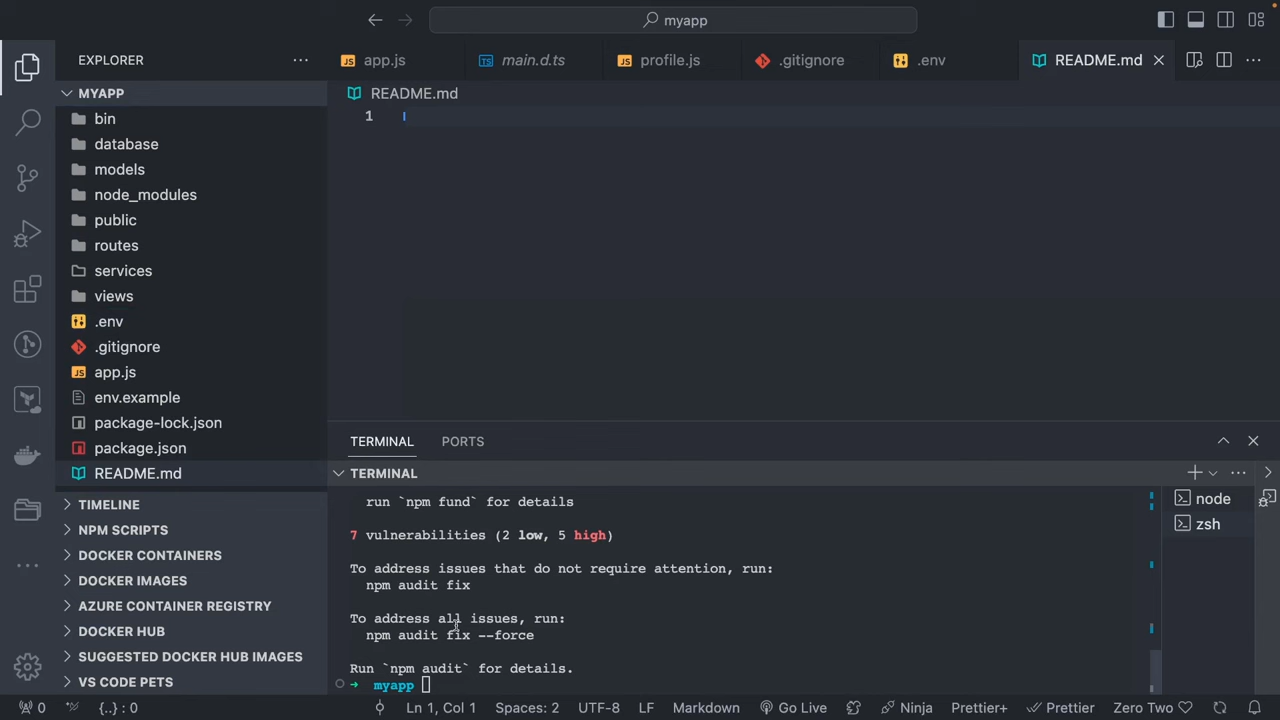 myapp
EXPLORER
app.js
main.d.ts
profile.js
.gitignore
.env
README.md
MYAPP
README.md
1
bin
database
models
node_modules
public
routes
services
views
.env
.gitignore
app.js
env.example
package-lock.json
package.json
README.md
TIMELINE
NPM SCRIPTS
DOCKER CONTAINERS
DOCKER IMAGES
AZURE CONTAINER REGISTRY
DOCKER HUB
SUGGESTED DOCKER HUB IMAGES
VS CODE PETS
TERMINAL
PORTS
TERMINAL
run `npm fund` for details
7 vulnerabilities (2 low, 5 high)
To address issues that do not require attention, run:
npm audit fix
To address all issues, run:
npm audit fix --force
Run `npm audit` for details.
➜ myapp
node
zsh
0
{..} : 0
Ln 1, Col 1
Spaces: 2
UTF-8
LF
Markdown
Go Live
Ninja
Prettier+
Prettier
Zero Two